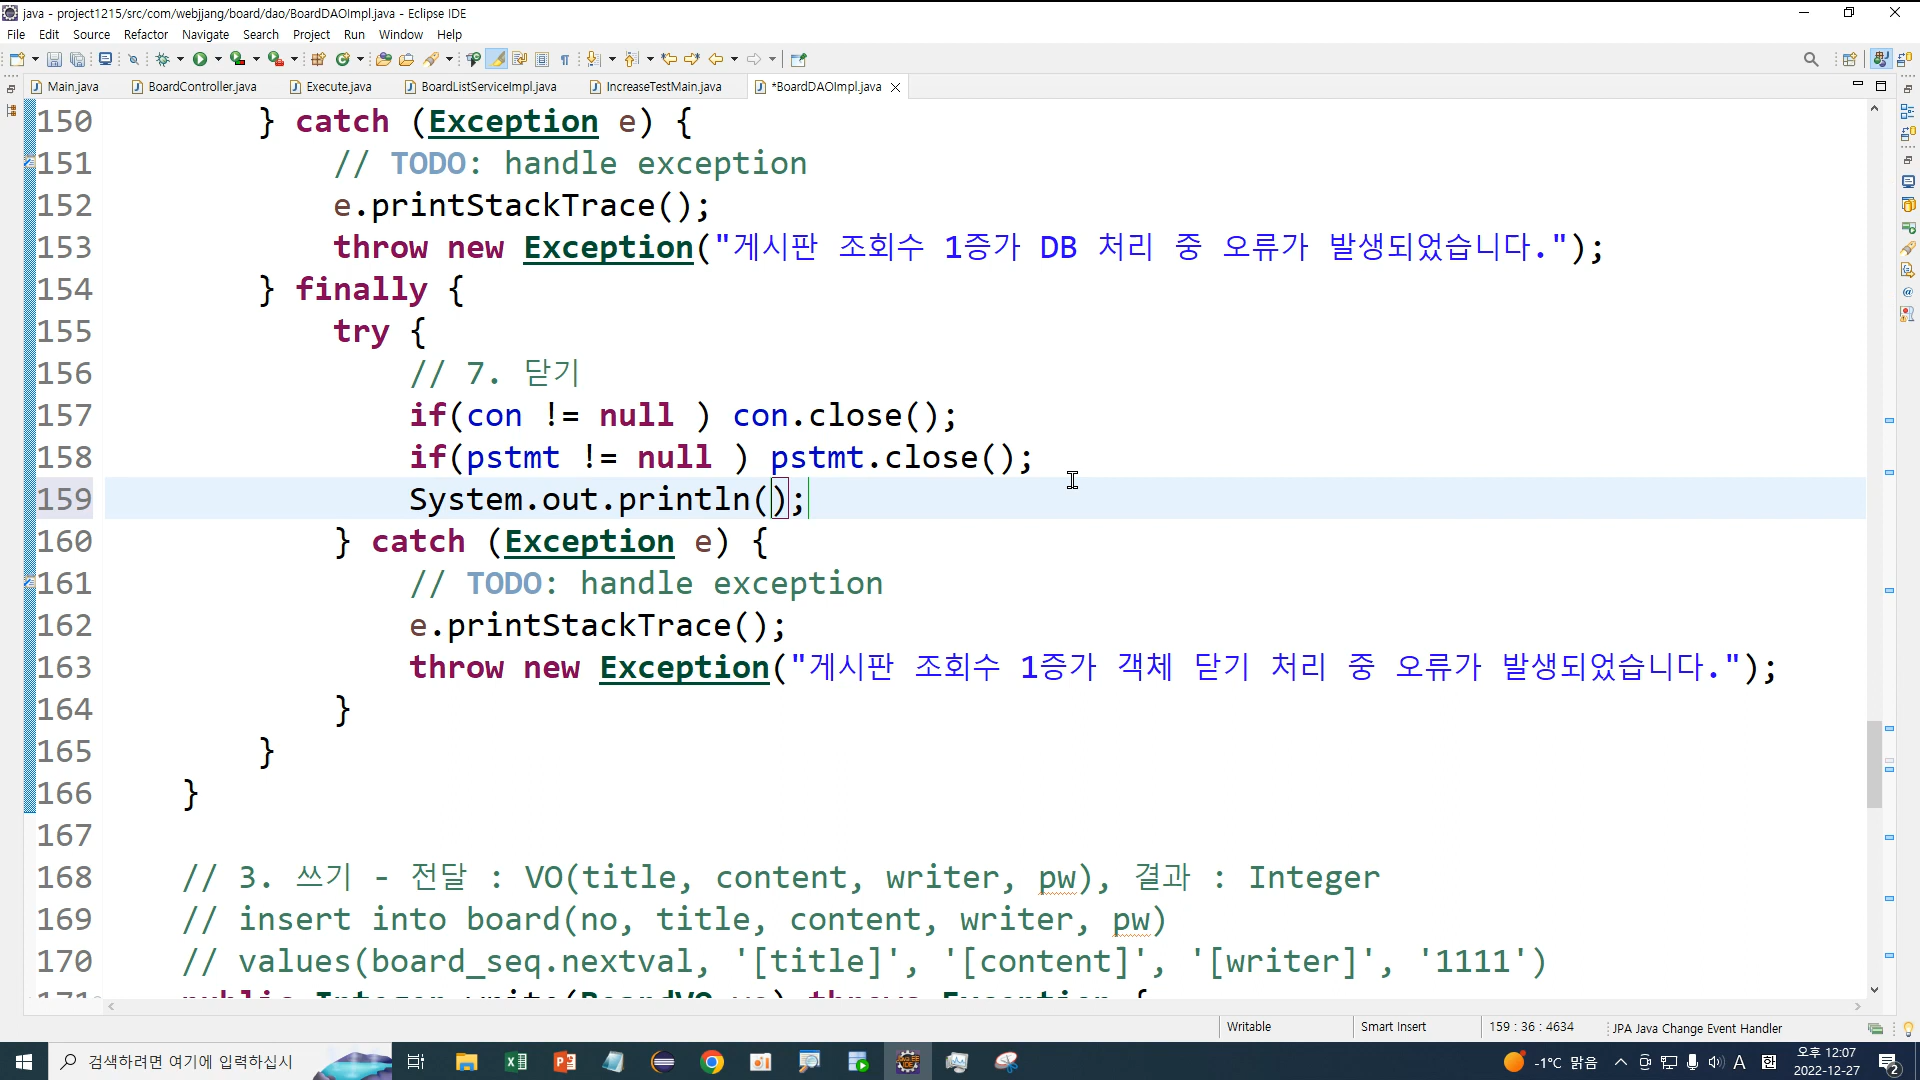 java - project1215/src/com/webjjang/board/dao/BoardDAOImpl.java - Eclipse IDE
File Edit Source Refactor Navigate Search Project Run Window Help
Main.java BoardController.java Execute.java BoardListServiceImpl.java IncreaseTestMain.java *BoardDAOImpl.java
150 } catch (Exception e) {
151 // TODO: handle exception
152 e.printStackTrace();
153 throw new Exception("게시판 조회수 1증가 DB 처리 중 오류가 발생되었습니다.");
154 } finally {
155 try {
156 // 7. 닫기
157 if(con != null ) con.close();
158 if(pstmt != null ) pstmt.close();
159 System.out.println();
160 } catch (Exception e) {
161 // TODO: handle exception
162 e.printStackTrace();
163 throw new Exception("게시판 조회수 1증가 객체 닫기 처리 중 오류가 발생되었습니다.");
164 }
165 }
166 }
167
168 // 3. 쓰기 - 전달 : VO(title, content, writer, pw), 결과 : Integer
169 // insert into board(no, title, content, writer, pw)
170 // values(board_seq.nextval, '[title]', '[content]', '[writer]', '1111')
171 public Integer write(BoardVO vo) throws Exception {
Writable Smart Insert 159 : 36 : 4634 JPA Java Change Event Handler
검색하려면 여기에 입력하십시 -1°C 맑음 A 오후 12:07
2022-12-27 2